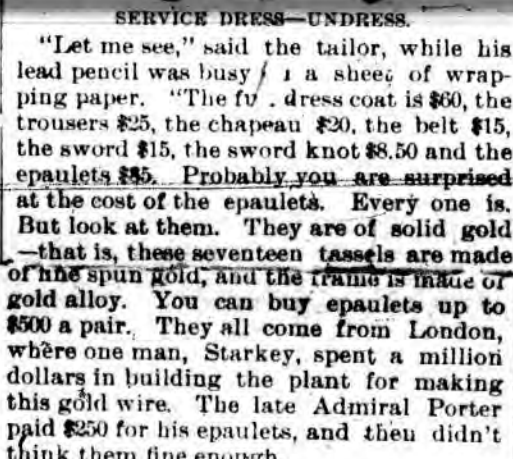 SERVICE DRESS—UNDRESS.
"Let me see," said the tailor, while his
lead pencil was busy a sheet of wrap-
ping paper. "The dress coat is $60, the
trousers $25, the chapeau $20, the belt $15,
the sword $15, the sword knot $8.50 and the
epaulets $85. Probably you are surprised
at the cost of the epaulets. Every one is.
But look at them. They are of solid gold
—that is, these seventeen tassels are made
of fine spun gold, and the frame is made of
gold alloy. You can buy epaulets up to
$500 a pair. They all come from London,
where one man, Starkey, spent a million
dollars in building the plant for making
this gold wire. The late Admiral Porter
paid $250 for his epaulets, and then didn't
think them fine enough